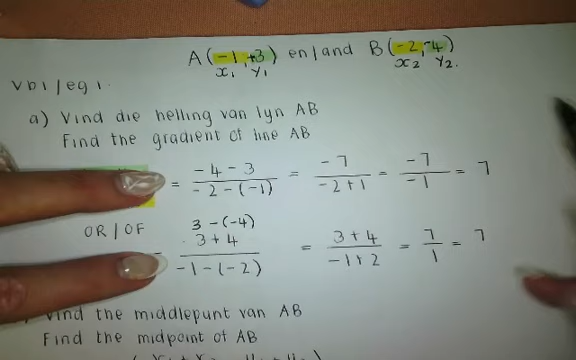 A(-1,+3) en/and B(-2,-4)
x₁ y₁ x₂ y₂.
Vb1/eg1.
a) Vind die helling van lyn AB
Find the gradient of line AB
= (-4-3)/(-2-(-1)) = -7/(-2+1) = -7/-1 = 7
OR/OF
3-(-4)
(3+4)/(-1-(-2)) = (3+4)/(-1+2) = 7/1 = 7
Vind the middlepunt van AB
Find the midpoint of AB